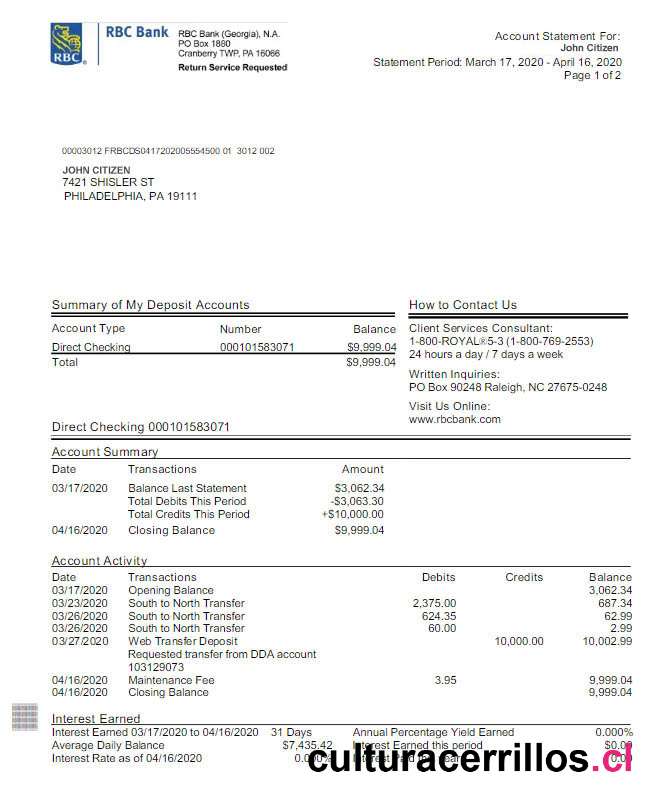 RBC Bank
RBC
®
RBC Bank (Georgia), N.A.
PO Box 1880
Cranberry TWP, PA 16066
Return Service Requested
Account Statement For:
John Citizen
Statement Period: March 17, 2020 - April 16, 2020
Page 1 of 2
00003012 FRBCDS0417202005554500 01 3012 002
JOHN CITIZEN
7421 SHISLER ST
PHILADELPHIA, PA 19111
Summary of My Deposit Accounts
Account Type Number Balance
Direct Checking 000101583071 $9,999.04
Total $9,999.04
How to Contact Us
Client Services Consultant:
1-800-ROYAL®5-3 (1-800-769-2553)
24 hours a day / 7 days a week
Written Inquiries:
PO Box 90248 Raleigh, NC 27675-0248
Visit Us Online:
www.rbcbank.com
Direct Checking 000101583071
Account Summary
Date Transactions Amount
03/17/2020 Balance Last Statement $3,062.34
Total Debits This Period -$3,063.30
Total Credits This Period +$10,000.00
04/16/2020 Closing Balance $9,999.04
Account Activity
Date Transactions Debits Credits Balance
03/17/2020 Opening Balance 3,062.34
03/23/2020 South to North Transfer 2,375.00 687.34
03/26/2020 South to North Transfer 624.35 62.99
03/26/2020 South to North Transfer 60.00 2.99
03/27/2020 Web Transfer Deposit 10,000.00 10,002.99
Requested transfer from DDA account
103129073
04/16/2020 Maintenance Fee 3.95 9,999.04
04/16/2020 Closing Balance 9,999.04
Interest Earned
Interest Earned 03/17/2020 to 04/16/2020 31 Days Annual Percentage Yield Earned 0.000%
Average Daily Balance $7,435.42 Interest Earned this period
Interest Rate as of 04/16/2020
culturacerrillos.cl